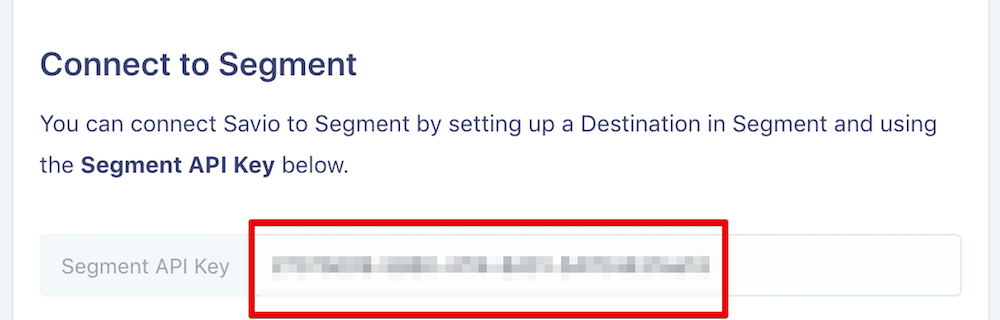 Connect to Segment
You can connect Savio to Segment by setting up a Destination in Segment and using
the Segment API Key below.
Segment API Key